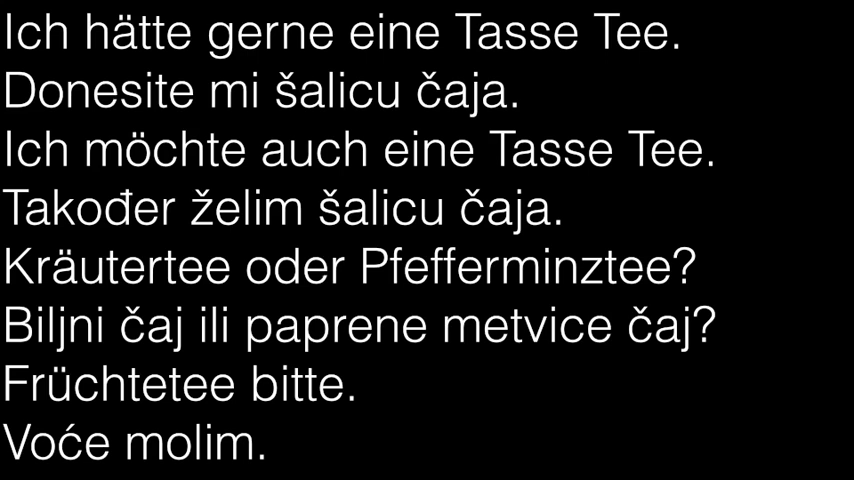 Ich hätte gerne eine Tasse Tee.
Donesite mi šalicu čaja.
Ich möchte auch eine Tasse Tee.
Također želim šalicu čaja.
Kräutertee oder Pfefferminztee?
Biljni čaj ili paprene metvice čaj?
Früchtetee bitte.
Voće molim.